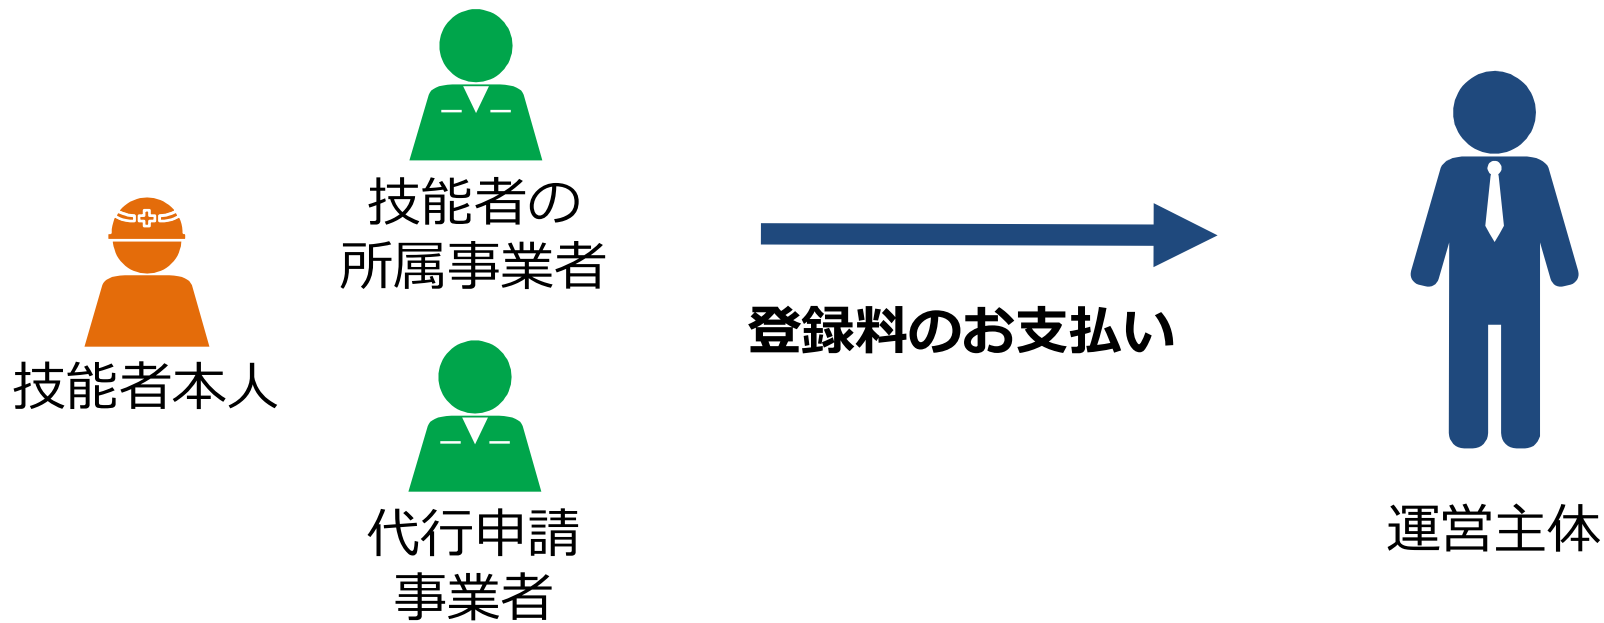 技能者の
所属事業者
技能者本人
登録料のお支払い
代行申請
事業者
運営主体